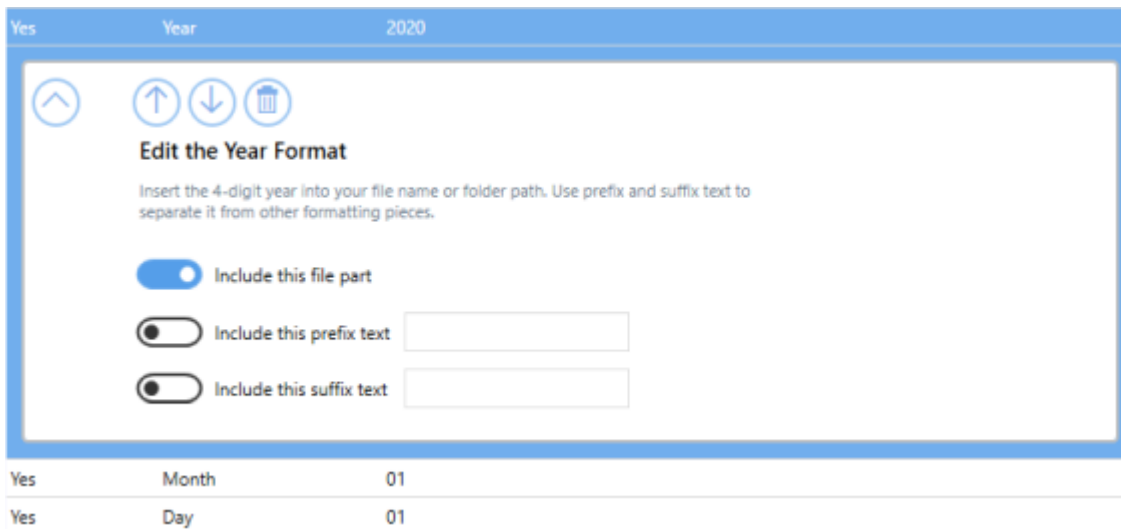 Yes Year 2020
Edit the Year Format
Insert the 4-digit year into your file name or folder path. Use prefix and suffix text to
separate it from other formatting pieces.
Include this file part
Include this prefix text
Include this suffix text
Yes Month 01
Yes Day 01